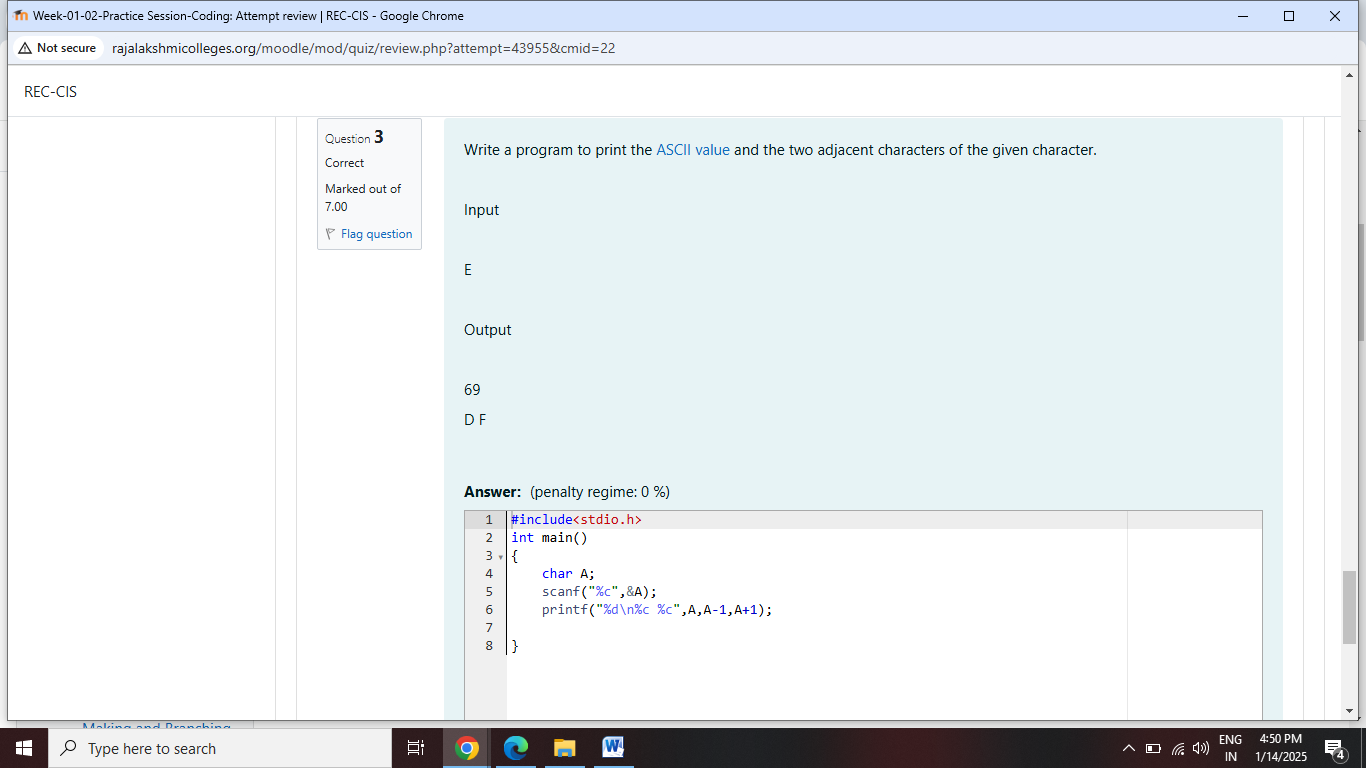 Week-01-02-Practice Session-Coding: Attempt review | REC-CIS - Google Chrome
Not secure rajalakshmicolleges.org/moodle/mod/quiz/review.php?attempt=43955&cmid=22
REC-CIS
Question 3
Correct
Marked out of
7.00
Flag question
Write a program to print the ASCII value and the two adjacent characters of the given character.
Input
E
Output
69
D F
Answer: (penalty regime: 0 %)
1 #include<stdio.h>
2 int main()
3 {
4 char A;
5 scanf("%c",&A);
6 printf("%d\n%c %c",A,A-1,A+1);
7
8 }
Making and Branching
Type here to search
W
ENG
IN
4:50 PM
1/14/2025
4